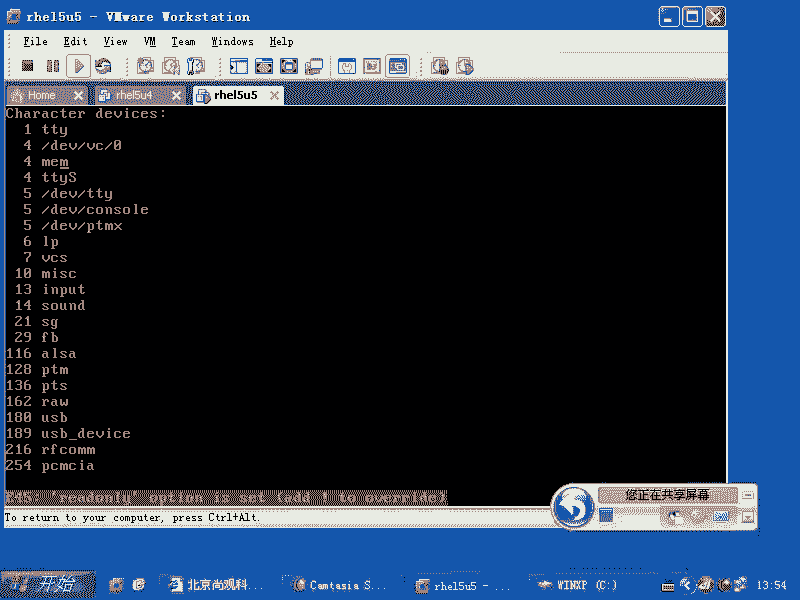 rhel5u5 - VMware Workstation
File Edit View VM Team Windows Help
Home rhel5u4 rhel5u5
Character devices:
1 tty
4 /dev/vc/0
4 mem
4 ttyS
5 /dev/tty
5 /dev/console
5 /dev/ptmx
6 lp
7 vcs
10 misc
13 input
14 sound
21 sg
29 fb
116 alsa
128 ptm
136 pts
162 raw
180 usb
189 usb_device
216 rfcomm
254 pcmcia
E45: 'readonly' option is set (add ! to override)
您正在共享屏幕
To return to your computer, press Ctrl+Alt.
开始 北京尚观科... Camtasia S... rhel5u5 - ... WINXP (C:) 13:54